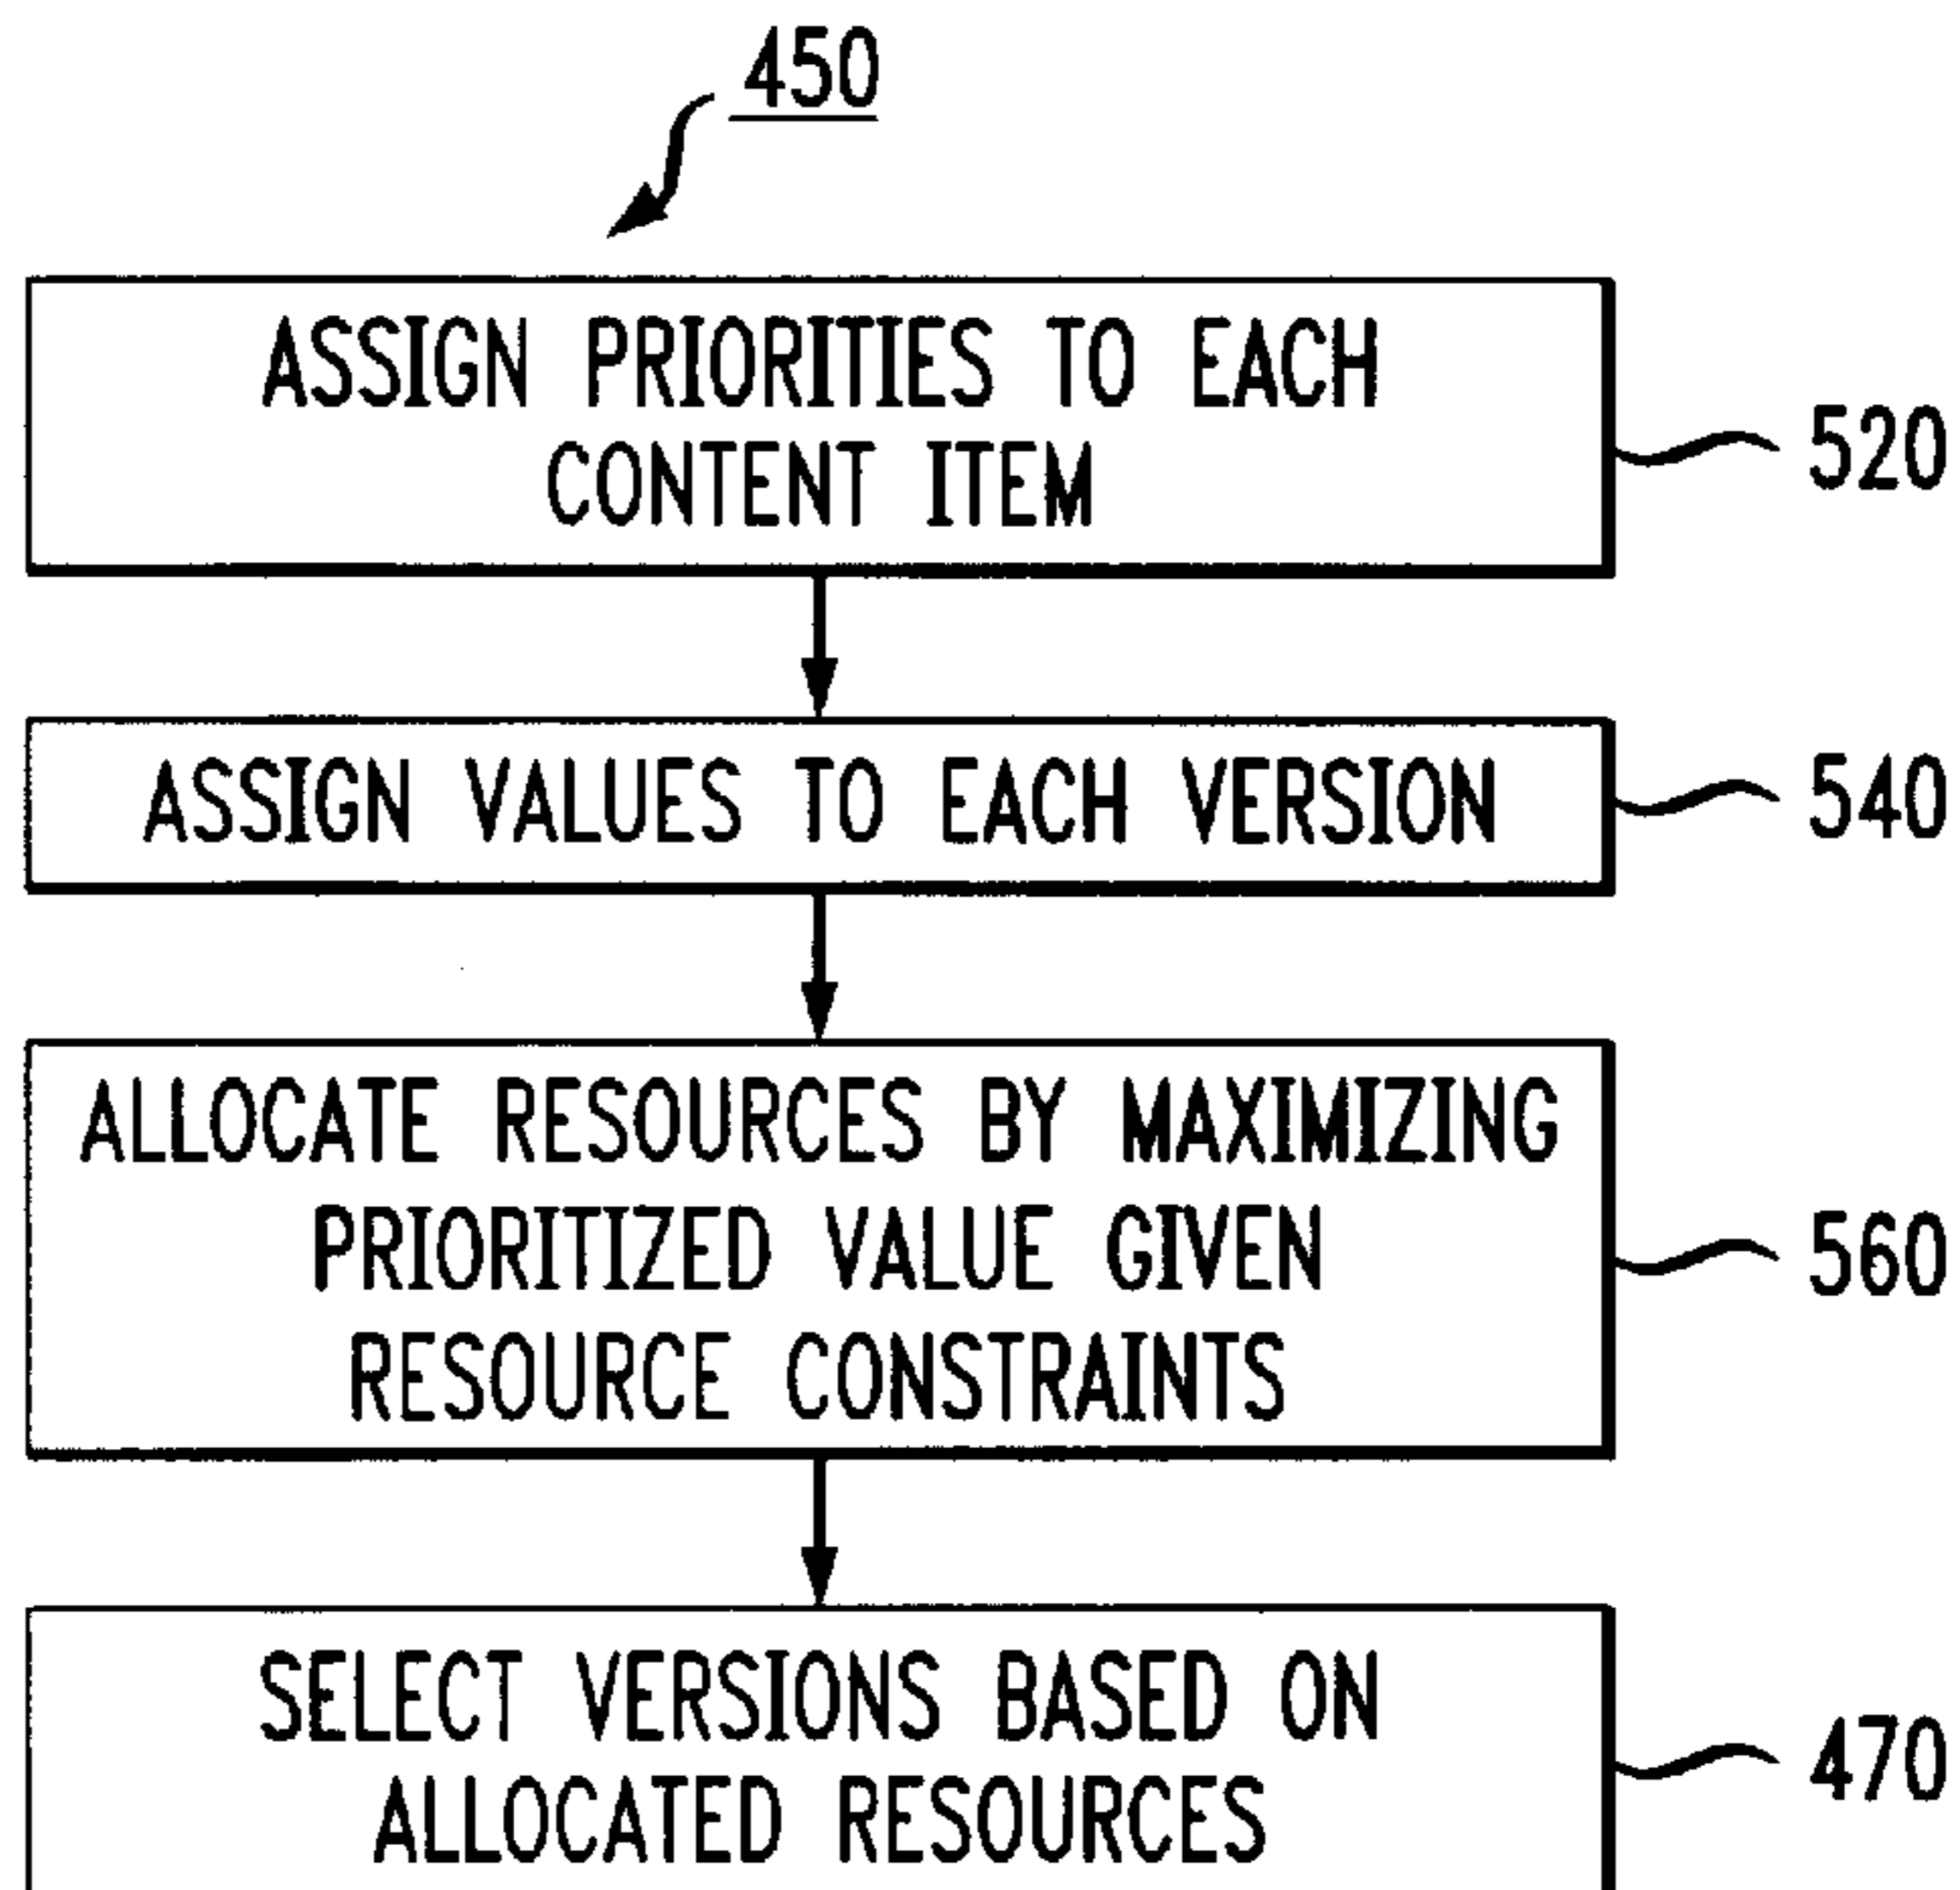 450
ASSIGN PRIORITIES TO EACH
CONTENT ITEM
520
ASSIGN VALUES TO EACH VERSION
540
ALLOCATE RESOURCES BY MAXIMIZING
PRIORITIZED VALUE GIVEN
RESOURCE CONSTRAINTS
560
SELECT VERSIONS BASED ON
ALLOCATED RESOURCES
470